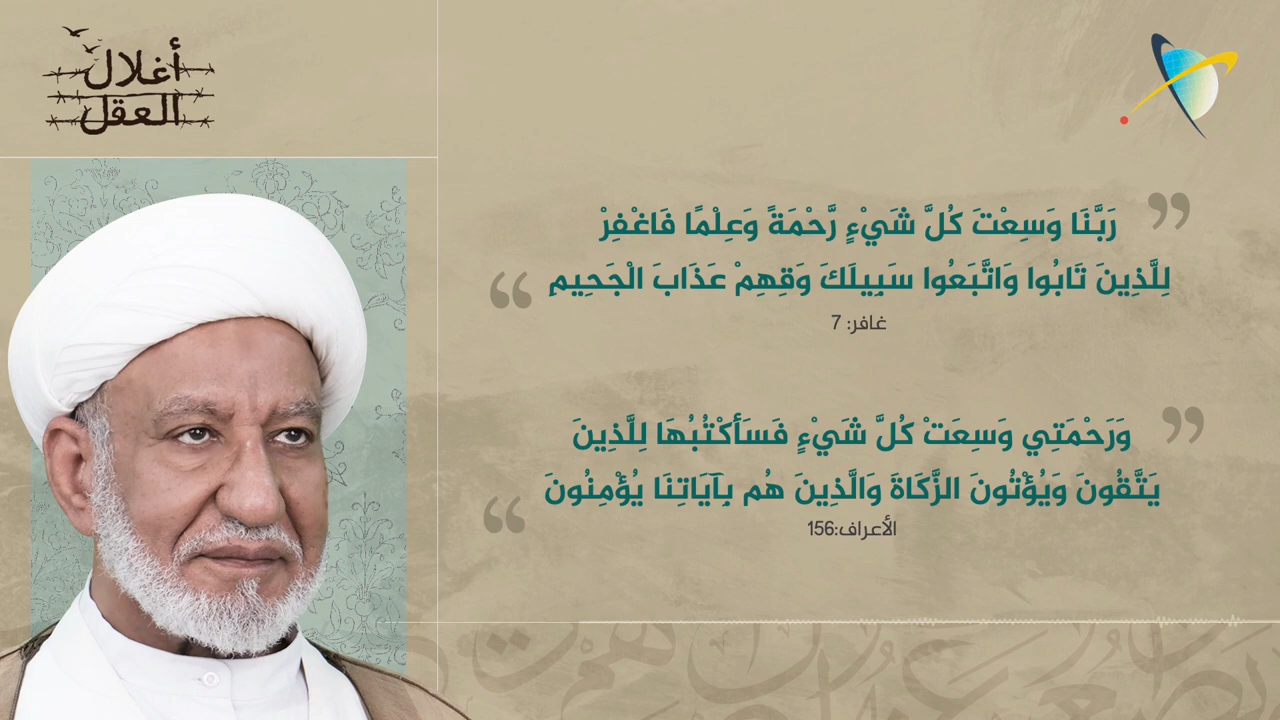 أغلال
العقل
رَبَّنَا وَسِعْتَ كُلَّ شَيْءٍ رَّحْمَةً وَعِلْمًا فَاغْفِرْ
لِلَّذِينَ تَابُوا وَاتَّبَعُوا سَبِيلَكَ وَقِهِمْ عَذَابَ الْجَحِيمِ
غافر: 7
وَرَحْمَتِي وَسِعَتْ كُلَّ شَيْءٍ فَسَأَكْتُبُهَا لِلَّذِينَ
يَتَّقُونَ وَيُؤْتُونَ الزَّكَاةَ وَالَّذِينَ هُم بِآيَاتِنَا يُؤْمِنُونَ
الأعراف:156